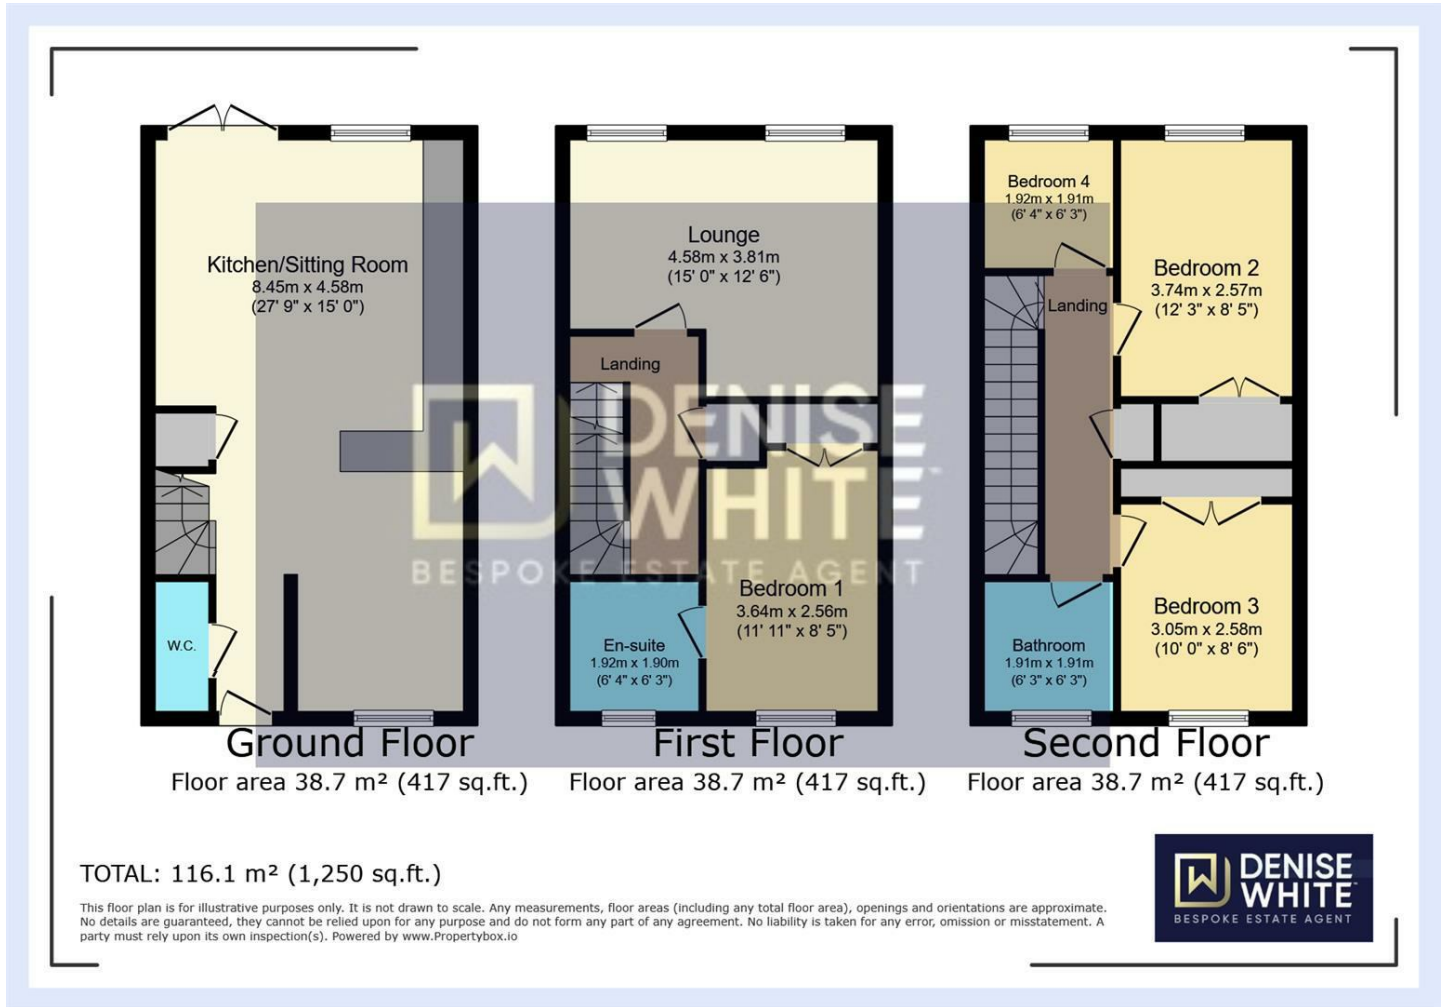 Kitchen/Sitting Room
8.45m x 4.58m
(27' 9" x 15' 0")
W.C.
Ground Floor
Floor area 38.7 m² (417 sq.ft.)
Lounge
4.58m x 3.81m
(15' 0" x 12' 6")
Landing
Bedroom 1
3.64m x 2.56m
(11' 11" x 8' 5")
En-suite
1.92m x 1.90m
(6' 4" x 6' 3")
First Floor
Floor area 38.7 m² (417 sq.ft.)
Bedroom 4
1.92m x 1.91m
(6' 4" x 6' 3")
Bedroom 2
3.74m x 2.57m
(12' 3" x 8' 5")
Landing
Bedroom 3
3.05m x 2.58m
(10' 0" x 8' 6")
Bathroom
1.91m x 1.91m
(6' 3" x 6' 3")
Second Floor
Floor area 38.7 m² (417 sq.ft.)
DENISE
WHITE™
BESPOKE ESTATE AGENT
TOTAL: 116.1 m² (1,250 sq.ft.)
This floor plan is for illustrative purposes only. It is not drawn to scale. Any measurements, floor areas (including any total floor area), openings and orientations are approximate.
No details are guaranteed, they cannot be relied upon for any purpose and do not form any part of any agreement. No liability is taken for any error, omission or misstatement. A
party must rely upon its own inspection(s). Powered by www.Propertybox.io
DENISE
WHITE™
BESPOKE ESTATE AGENT